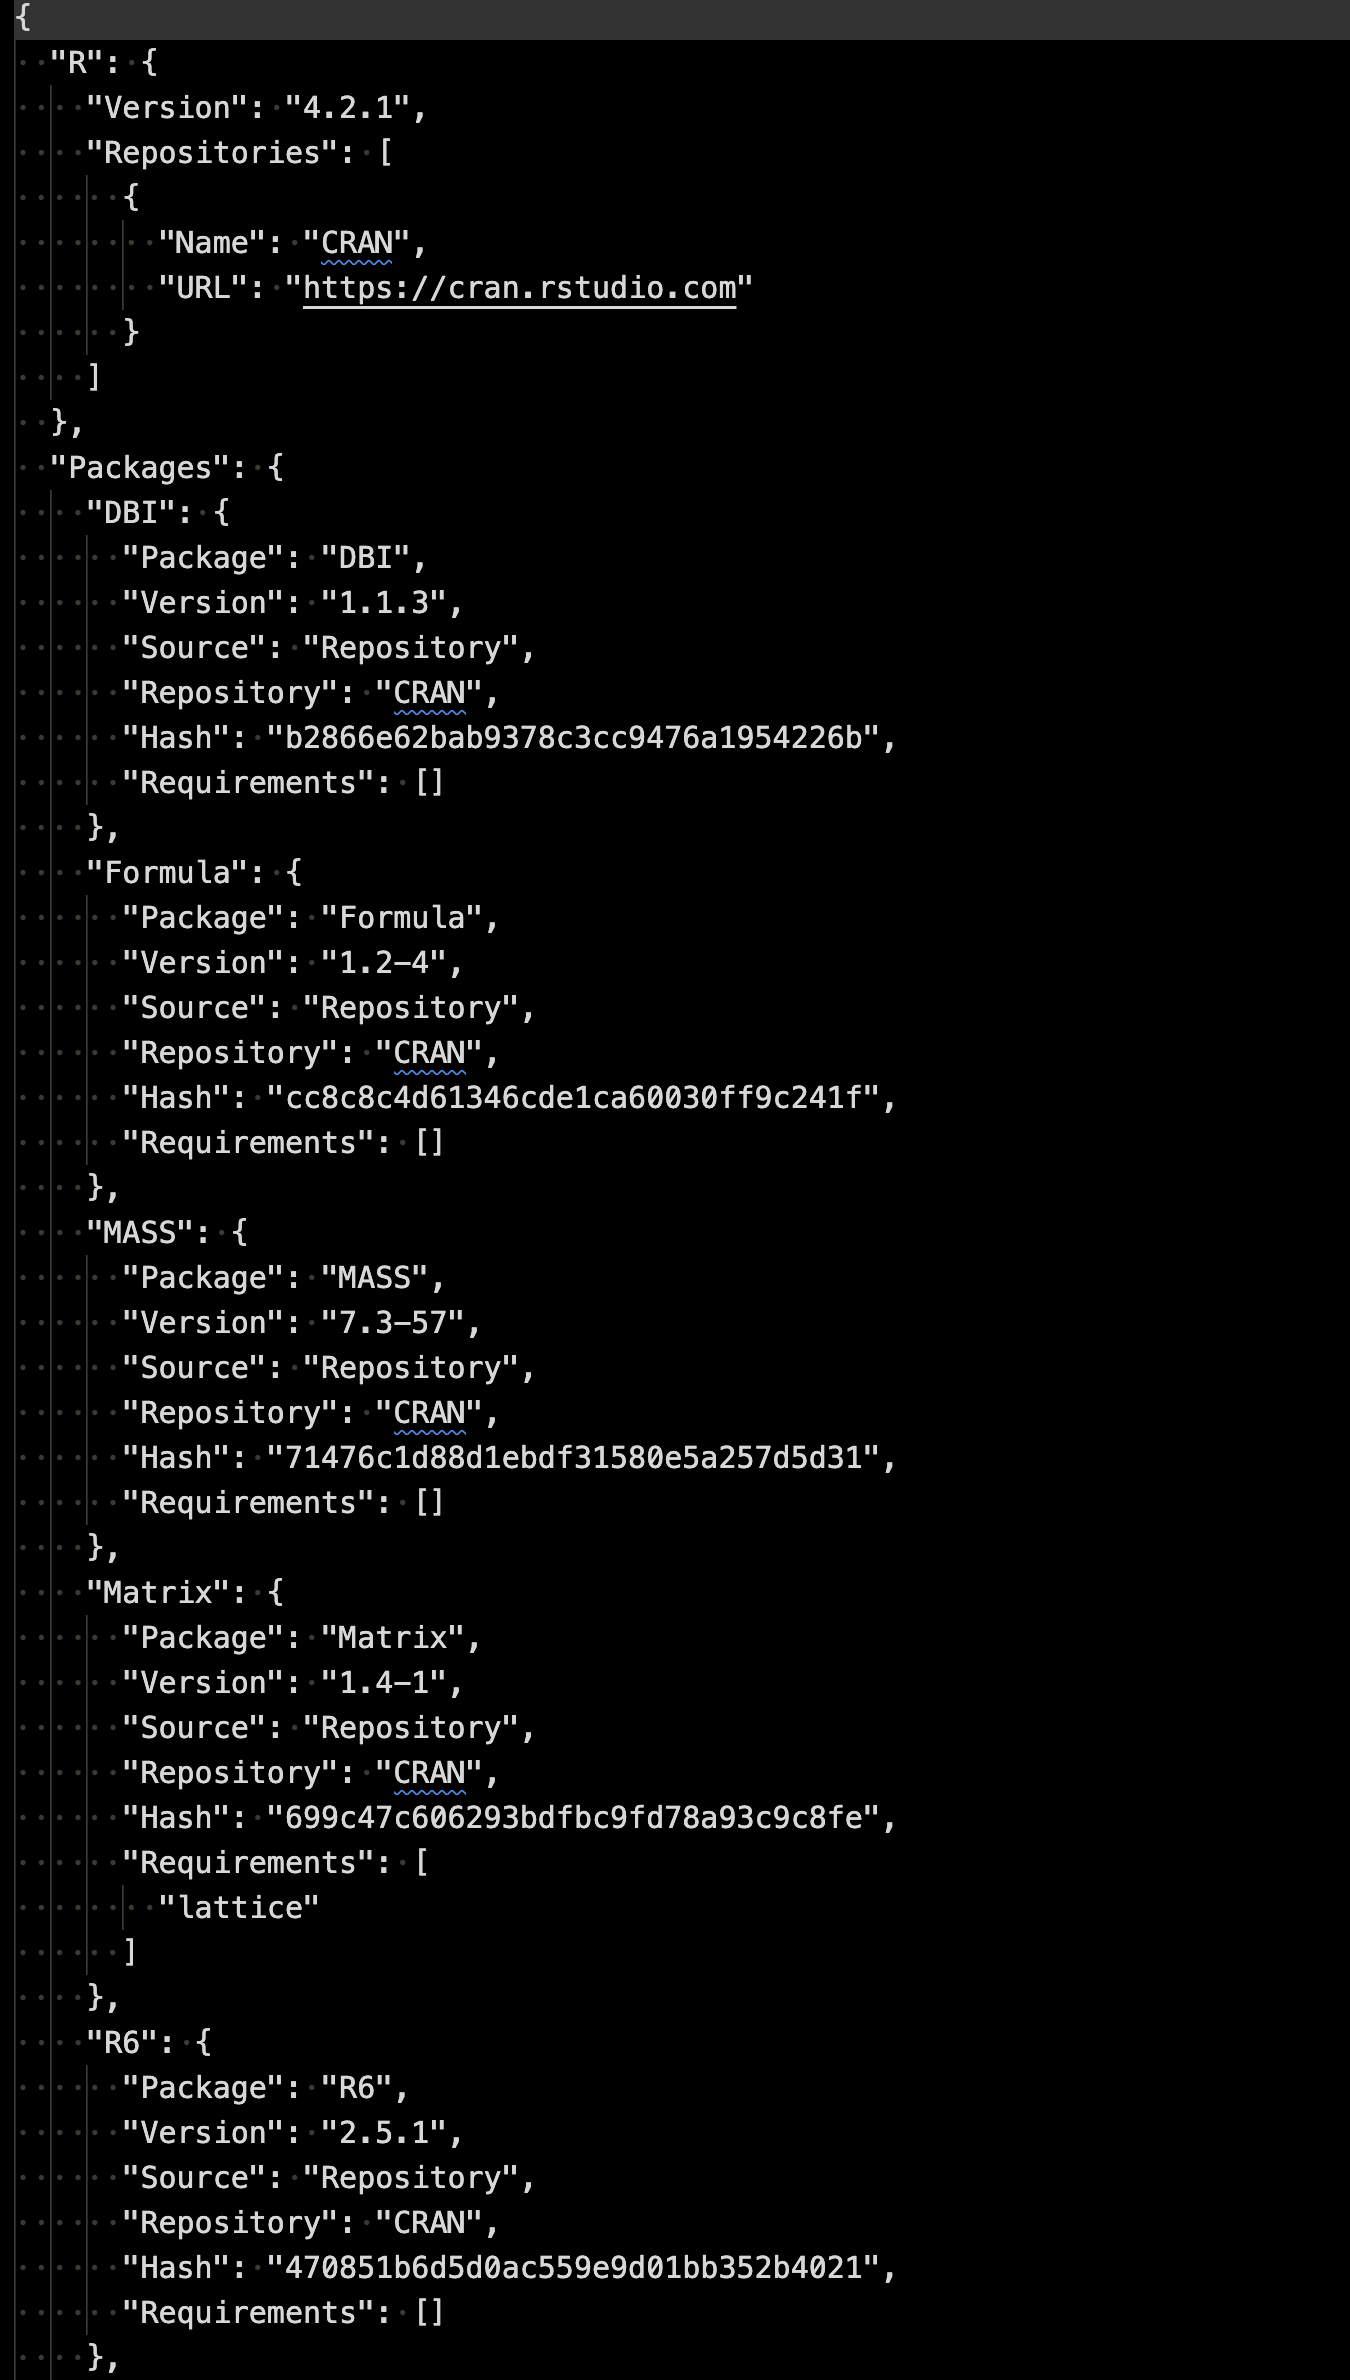 {
  "R": {
    "Version": "4.2.1",
    "Repositories": [
      {
        "Name": "CRAN",
        "URL": "https://cran.rstudio.com"
      }
    ]
  },
  "Packages": {
    "DBI": {
      "Package": "DBI",
      "Version": "1.1.3",
      "Source": "Repository",
      "Repository": "CRAN",
      "Hash": "b2866e62bab9378c3cc9476a1954226b",
      "Requirements": []
    },
    "Formula": {
      "Package": "Formula",
      "Version": "1.2-4",
      "Source": "Repository",
      "Repository": "CRAN",
      "Hash": "cc8c8c4d61346cde1ca60030ff9c241f",
      "Requirements": []
    },
    "MASS": {
      "Package": "MASS",
      "Version": "7.3-57",
      "Source": "Repository",
      "Repository": "CRAN",
      "Hash": "71476c1d88d1ebdf31580e5a257d5d31",
      "Requirements": []
    },
    "Matrix": {
      "Package": "Matrix",
      "Version": "1.4-1",
      "Source": "Repository",
      "Repository": "CRAN",
      "Hash": "699c47c606293bdfbc9fd78a93c9c8fe",
      "Requirements": [
        "lattice"
      ]
    },
    "R6": {
      "Package": "R6",
      "Version": "2.5.1",
      "Source": "Repository",
      "Repository": "CRAN",
      "Hash": "470851b6d5d0ac559e9d01bb352b4021",
      "Requirements": []
    },